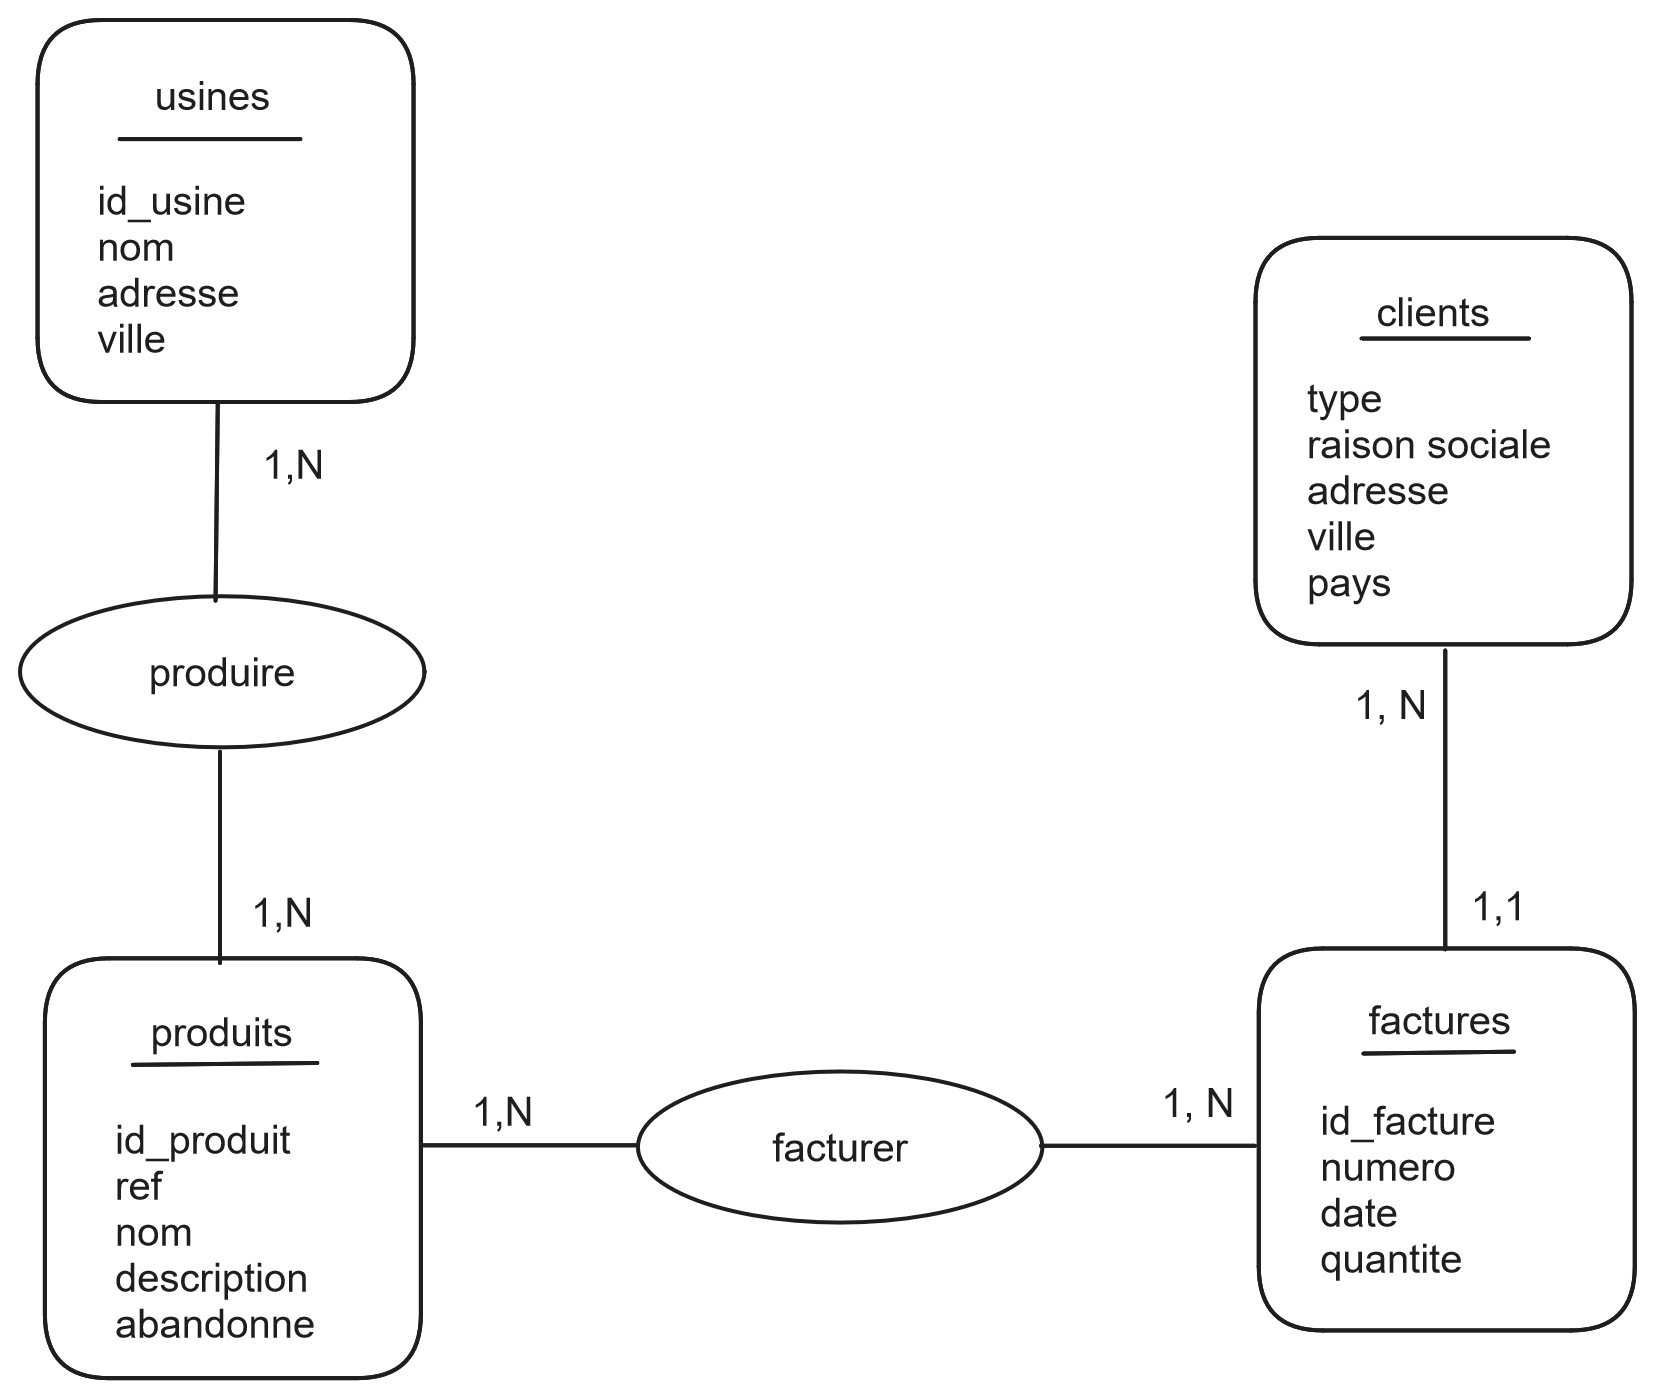 usines
id_usine
nom
adresse
ville
1,N
produire
1,N
produits
id_produit
ref
nom
description
abandonne
1,N
facturer
1, N
clients
type
raison sociale
adresse
ville
pays
1, N
1,1
factures
id_facture
numero
date
quantite